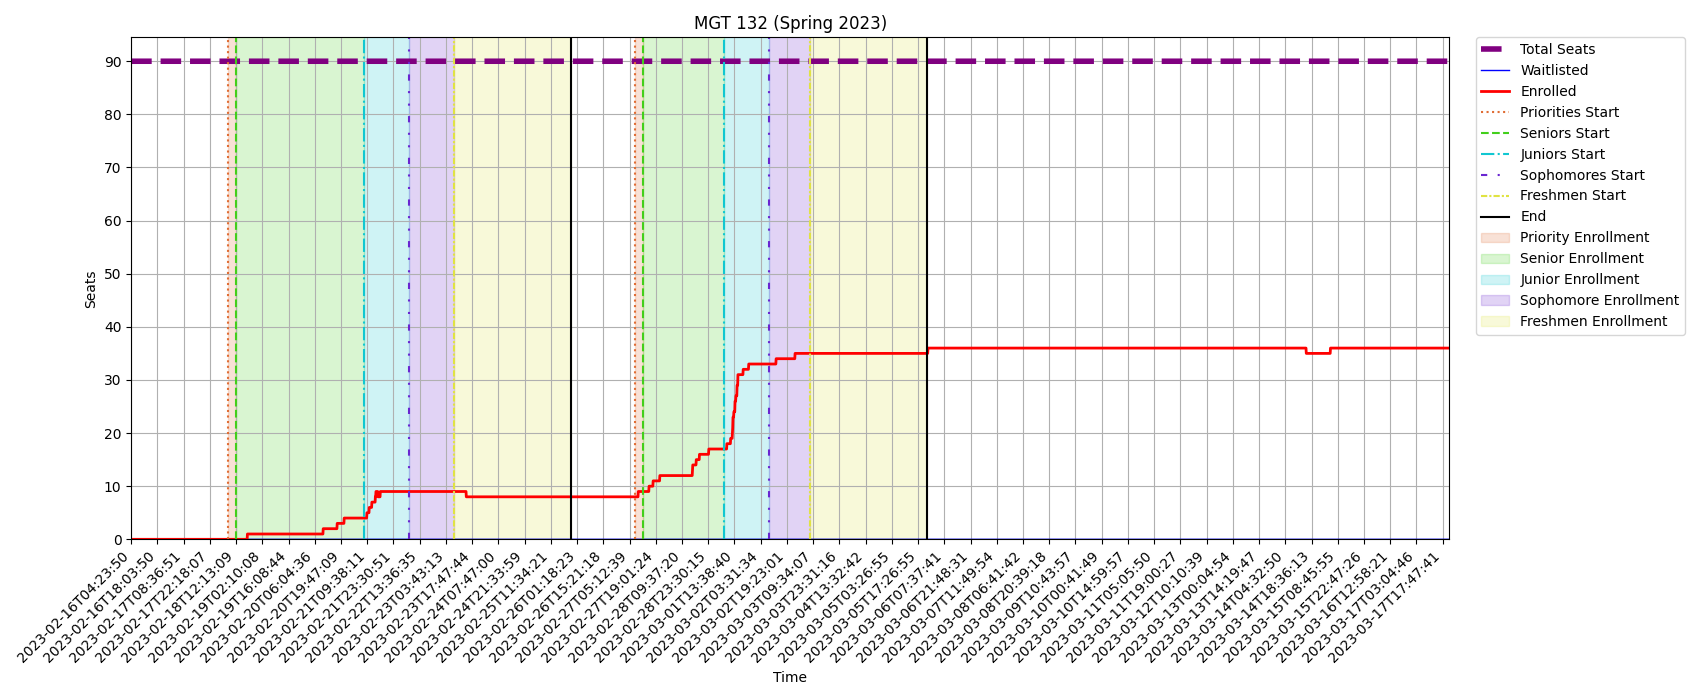 MGT 132 (Spring 2023)
Seats
90
80
70
60
50
40
30
20
10
0
2023-02-16T04:23:50
2023-02-16T18:03:50
2023-02-17T08:36:51
2023-02-17T22:18:07
2023-02-18T12:13:09
2023-02-19T02:10:08
2023-02-19T16:08:44
2023-02-20T06:04:36
2023-02-20T19:47:09
2023-02-21T09:38:11
2023-02-21T23:30:51
2023-02-22T13:36:35
2023-02-23T03:43:13
2023-02-23T17:47:44
2023-02-24T07:47:00
2023-02-24T21:33:59
2023-02-25T11:34:21
2023-02-26T01:18:23
2023-02-26T15:21:18
2023-02-27T05:12:39
2023-02-27T19:01:24
2023-02-28T09:37:20
2023-02-28T23:30:15
2023-03-01T13:38:40
2023-03-02T03:31:34
2023-03-02T19:23:01
2023-03-03T09:34:07
2023-03-03T23:31:16
2023-03-04T13:32:42
2023-03-05T03:26:55
2023-03-05T17:26:55
2023-03-06T07:37:41
2023-03-06T21:48:31
2023-03-07T11:49:54
2023-03-08T06:41:42
2023-03-08T20:39:18
2023-03-09T10:43:57
2023-03-10T00:41:49
2023-03-10T14:59:57
2023-03-11T05:05:50
2023-03-11T19:00:27
2023-03-12T10:10:39
2023-03-13T00:04:54
2023-03-13T14:19:47
2023-03-14T04:32:50
2023-03-14T18:36:13
2023-03-15T08:45:55
2023-03-15T22:47:26
2023-03-16T12:58:21
2023-03-17T03:04:46
2023-03-17T17:47:41
Time
Total Seats
Waitlisted
Enrolled
Priorities Start
Seniors Start
Juniors Start
Sophomores Start
Freshmen Start
End
Priority Enrollment
Senior Enrollment
Junior Enrollment
Sophomore Enrollment
Freshmen Enrollment